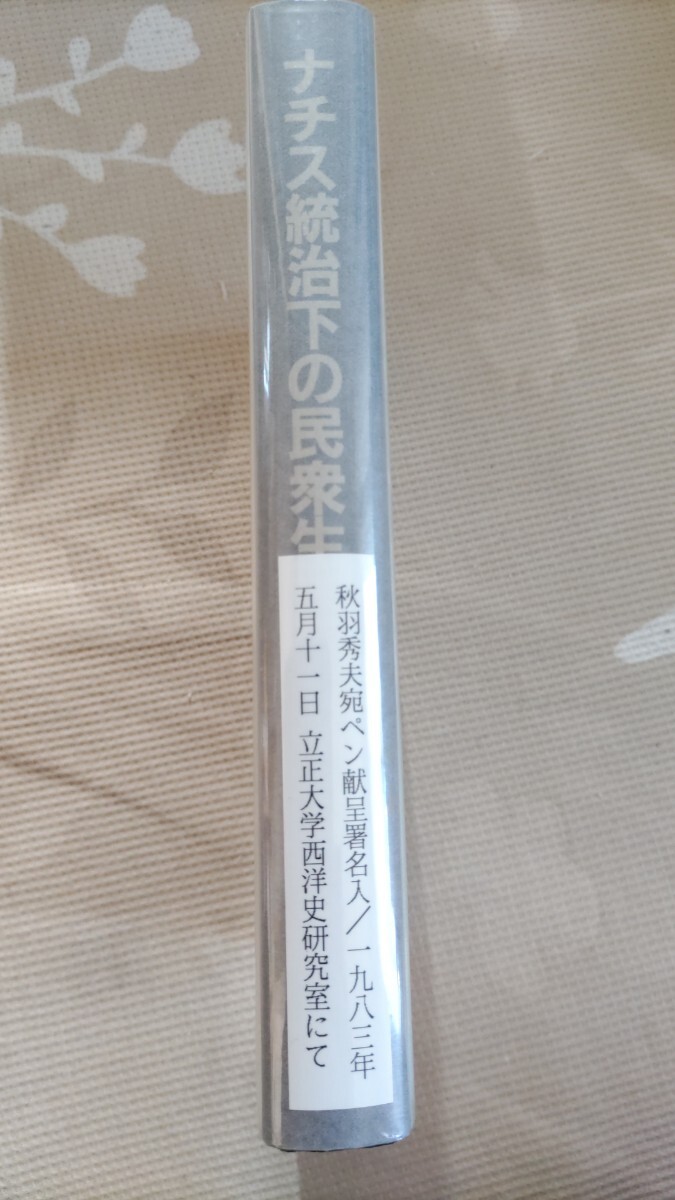 ナチス統治下の民衆生
秋羽秀夫宛ペン献呈署名入/一九八三年
五月十一日 立正大学西洋史研究室にて